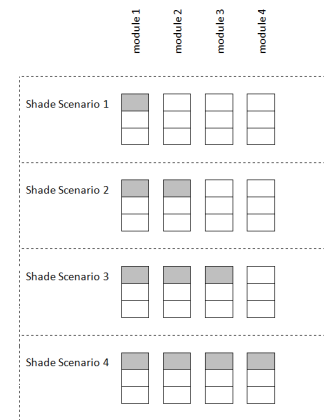 module 1
module 2
module 3
module 4
Shade Scenario 1
Shade Scenario 2
Shade Scenario 3
Shade Scenario 4